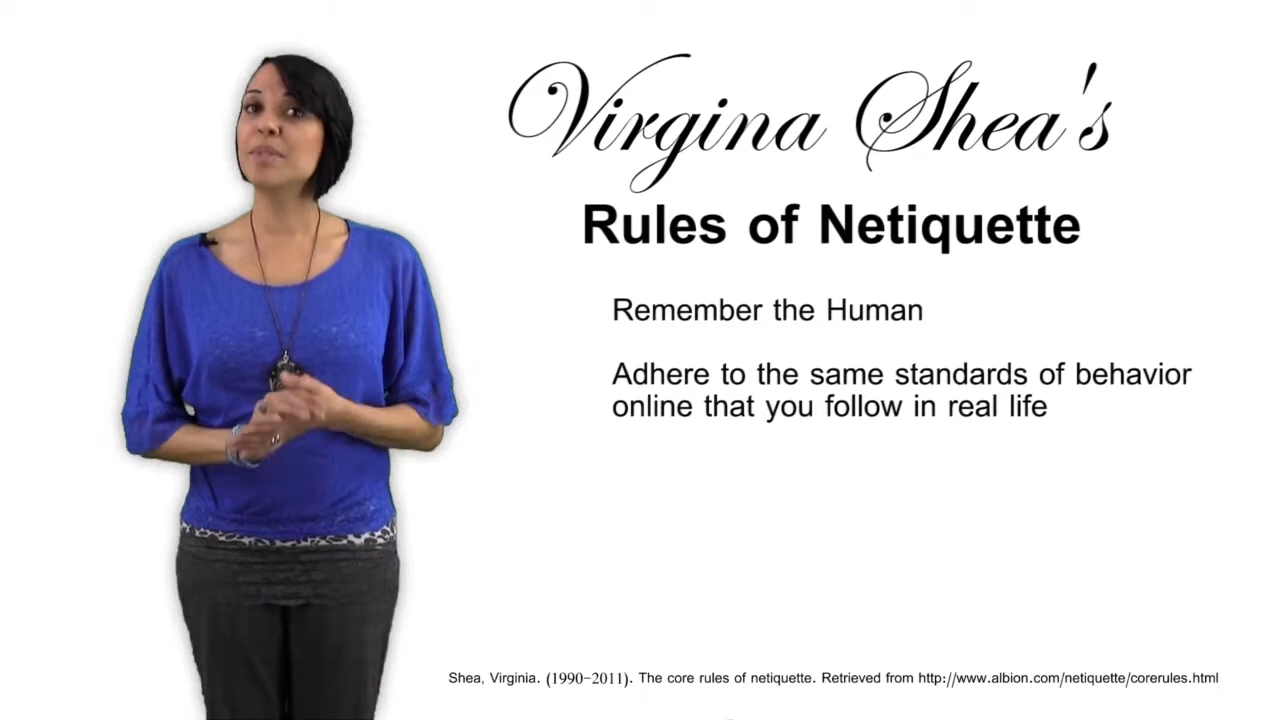 Virgina Shea's
Rules of Netiquette
Remember the Human
Adhere to the same standards of behavior
online that you follow in real life
Shea, Virginia. (1990-2011). The core rules of netiquette. Retrieved from http://www.albion.com/netiquette/corerules.html